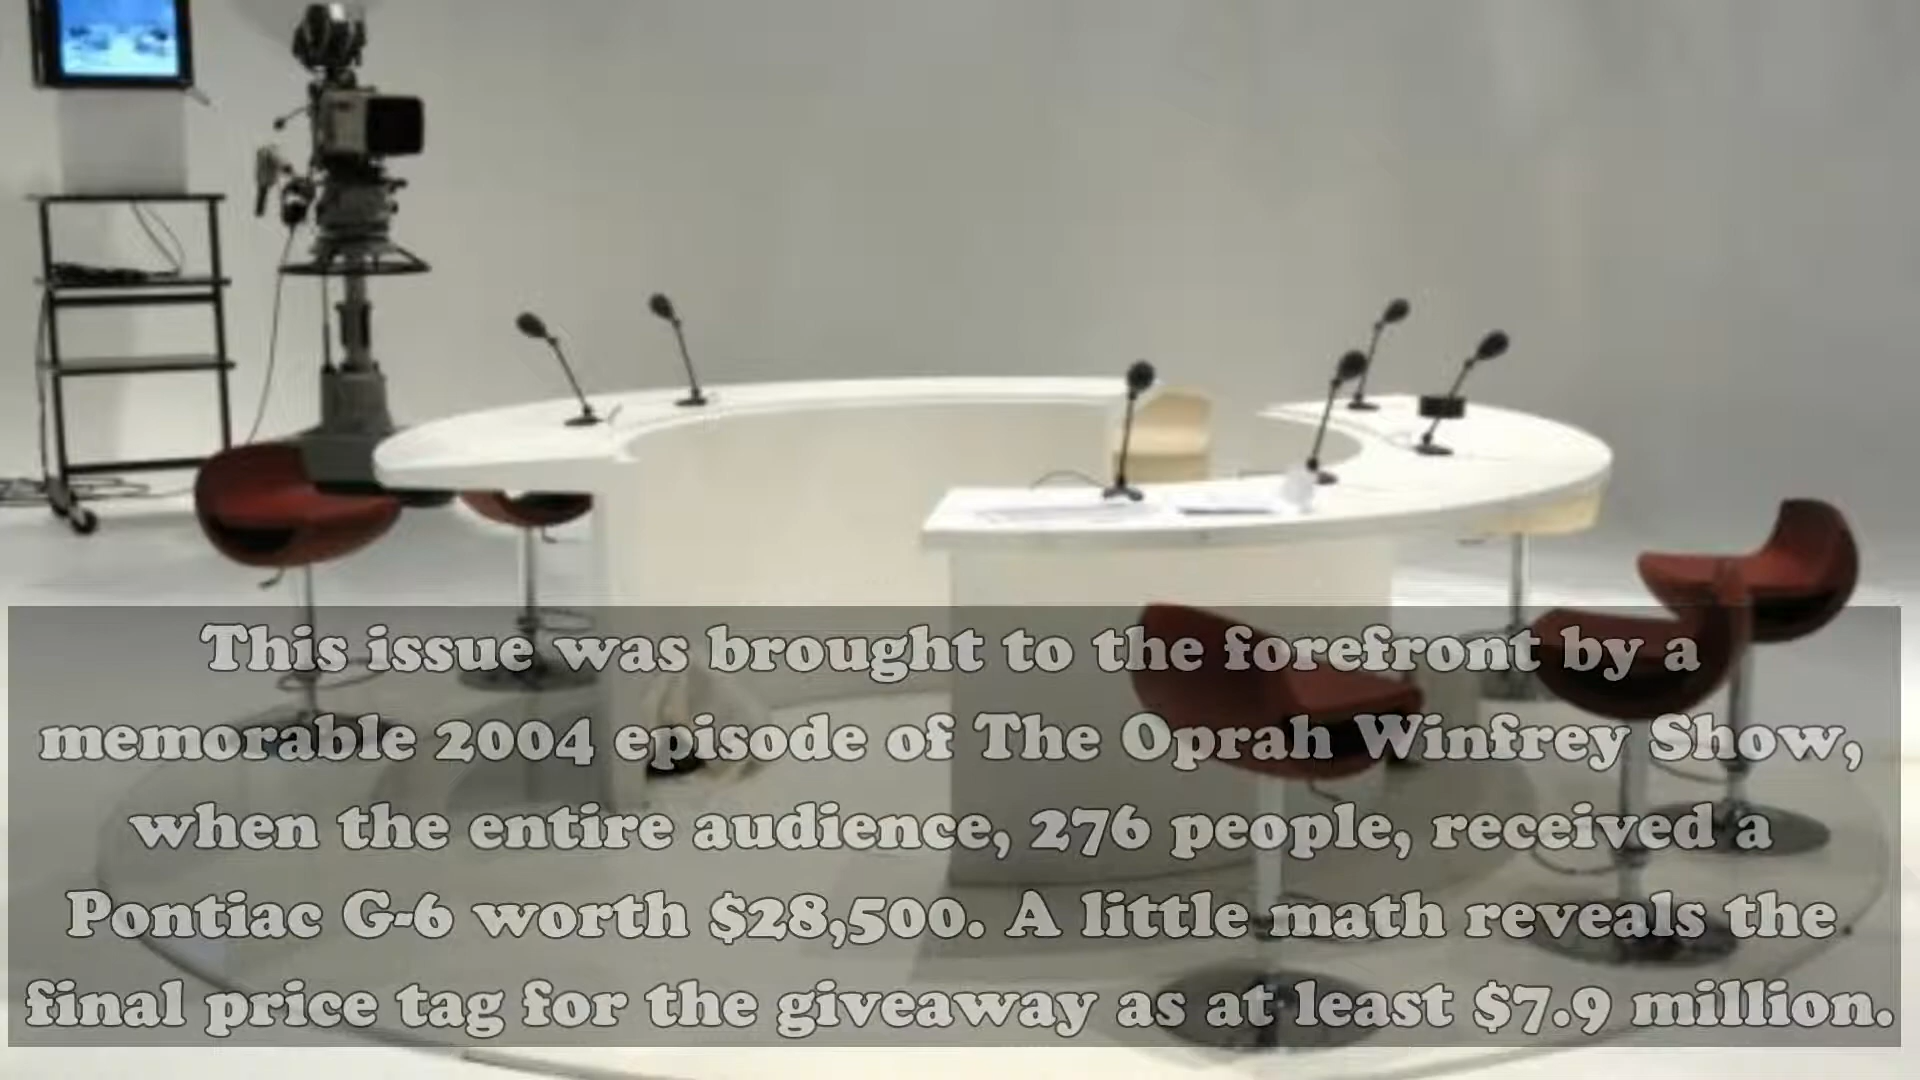 This issue was brought to the forefront by a
memorable 2004 episode of The Oprah Winfrey Show,
when the entire audience, 276 people, received a
Pontiac G-6 worth $28,500. A little math reveals the
final price tag for the giveaway as at least $7.9 million.